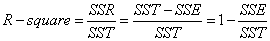 R-square = SSR/SST = (SST − SSE)/SST = 1 − SSE/SST